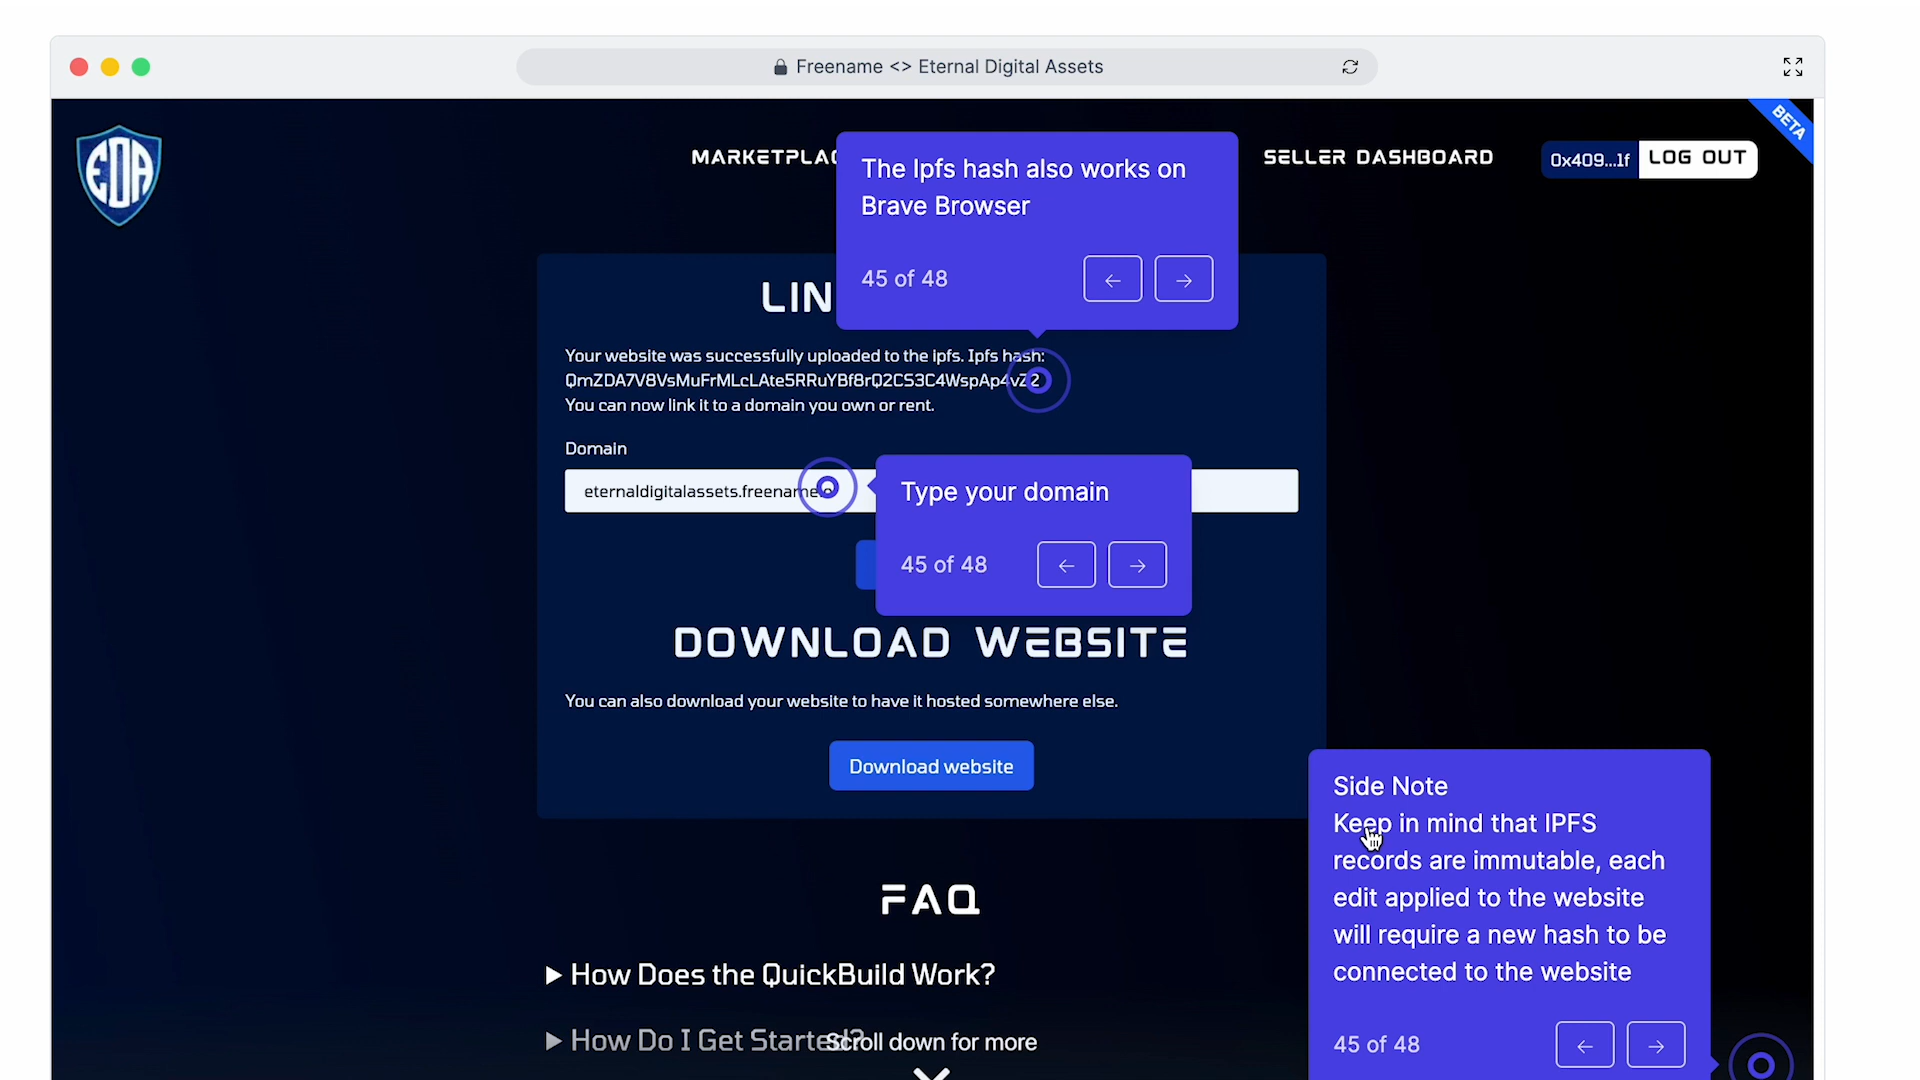 Freename <> Eternal Digital Assets
BETA
EDA
MARKETPLAC
SELLER DASHBOARD
0x409...1f
LOG OUT
The Ipfs hash also works on
Brave Browser
45 of 48
LIN
Your website was successfully uploaded to the ipfs. Ipfs hash:
QmZDA7V8VsMuFrMLcLAte5RRuYBf8rQ2CS3C4WspAp4vZ2
You can now link it to a domain you own or rent.
Domain
eternaldigitalassets.freename
Type your domain
45 of 48
DOWNLOAD WEBSITE
You can also download your website to have it hosted somewhere else.
Download website
Side Note
Keep in mind that IPFS
records are immutable, each
edit applied to the website
will require a new hash to be
connected to the website
45 of 48
FAQ
How Does the QuickBuild Work?
How Do I Get Started?
Scroll down for more